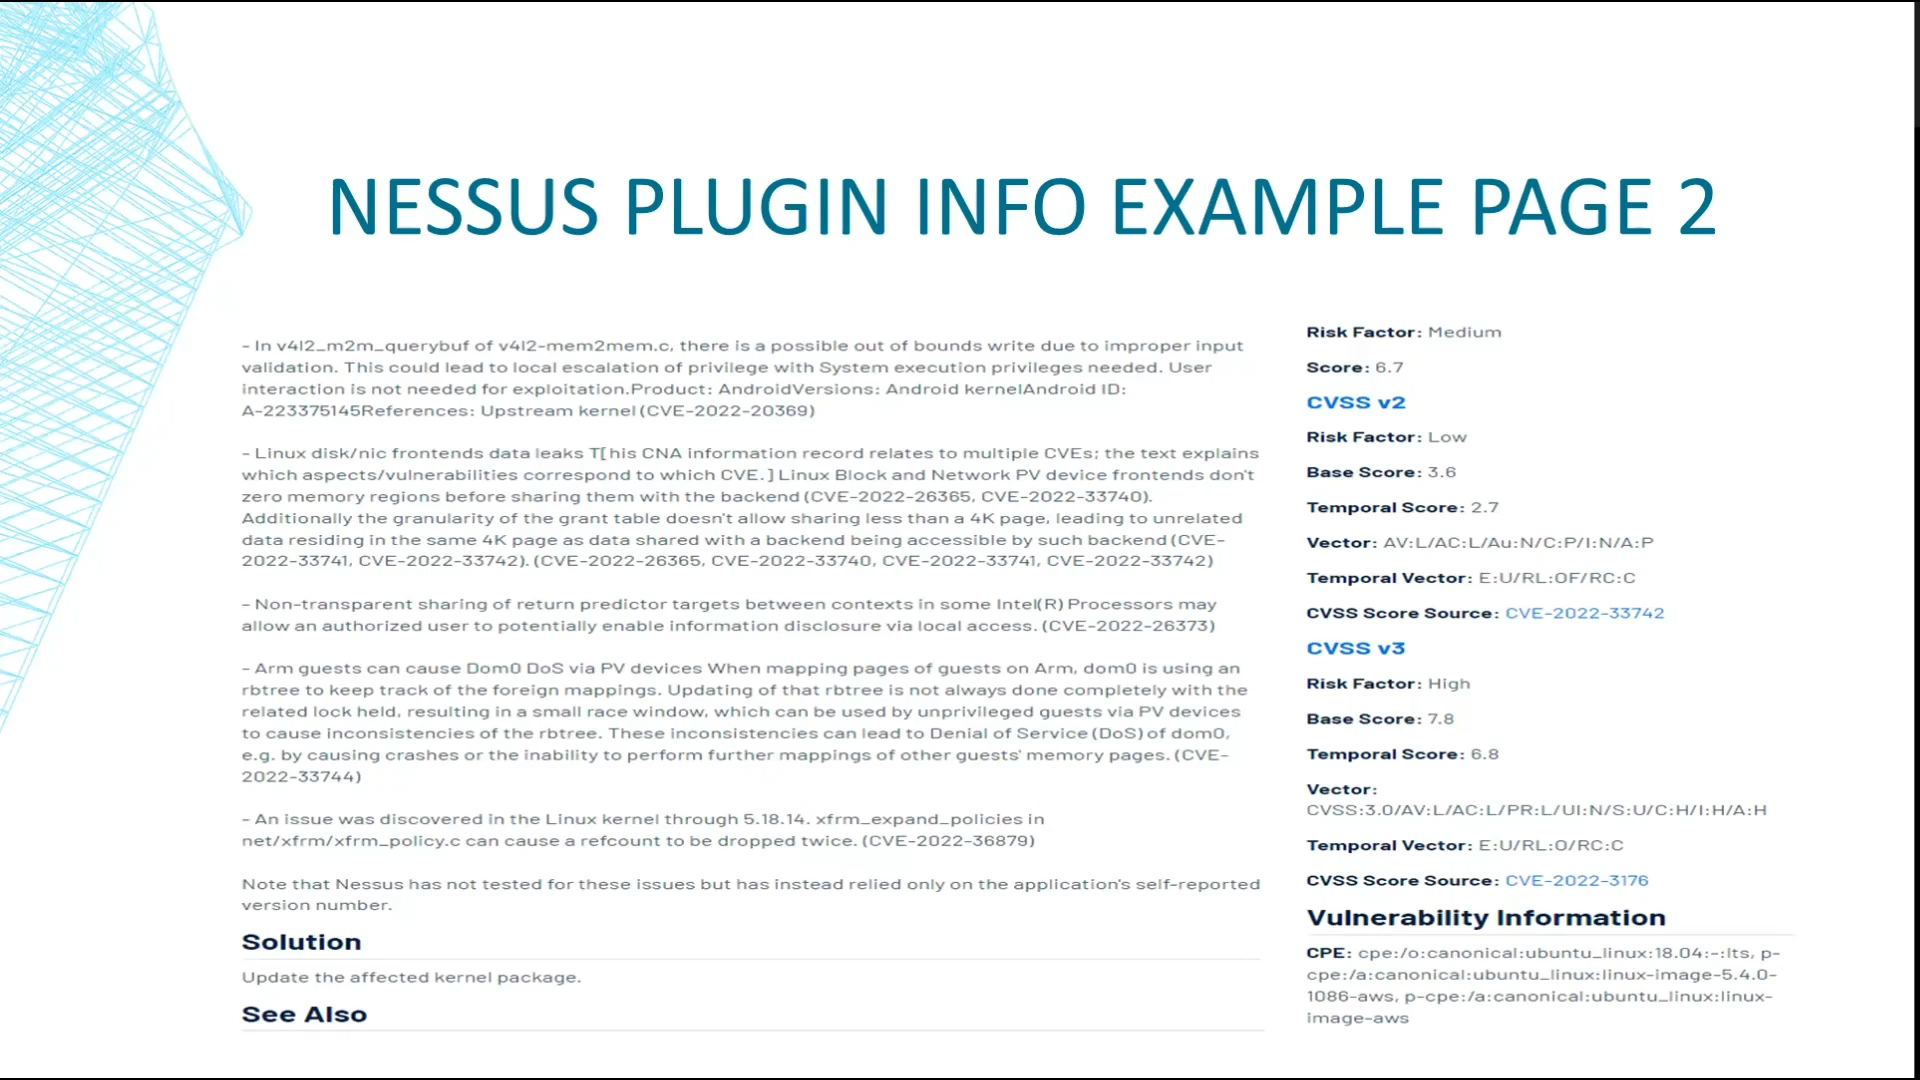 NESSUS PLUGIN INFO EXAMPLE PAGE 2
- In v4l2_m2m_querybuf of v4l2-mem2mem.c, there is a possible out of bounds write due to improper input
validation. This could lead to local escalation of privilege with System execution privileges needed. User
interaction is not needed for exploitation.Product: AndroidVersions: Android kernelAndroid ID:
A-223375145References: Upstream kernel (CVE-2022-20369)
- Linux disk/nic frontends data leaks T[his CNA information record relates to multiple CVEs; the text explains
which aspects/vulnerabilities correspond to which CVE.] Linux Block and Network PV device frontends don't
zero memory regions before sharing them with the backend (CVE-2022-26365, CVE-2022-33740).
Additionally the granularity of the grant table doesn't allow sharing less than a 4K page, leading to unrelated
data residing in the same 4K page as data shared with a backend being accessible by such backend (CVE-
2022-33741, CVE-2022-33742). (CVE-2022-26365, CVE-2022-33740, CVE-2022-33741, CVE-2022-33742)
- Non-transparent sharing of return predictor targets between contexts in some Intel(R) Processors may
allow an authorized user to potentially enable information disclosure via local access. (CVE-2022-26373)
- Arm guests can cause Dom0 DoS via PV devices When mapping pages of guests on Arm, dom0 is using an
rbtree to keep track of the foreign mappings. Updating of that rbtree is not always done completely with the
related lock held, resulting in a small race window, which can be used by unprivileged guests via PV devices
to cause inconsistencies of the rbtree. These inconsistencies can lead to Denial of Service (DoS) of dom0,
e.g. by causing crashes or the inability to perform further mappings of other guests' memory pages. (CVE-
2022-33744)
- An issue was discovered in the Linux kernel through 5.18.14. xfrm_expand_policies in
net/xfrm/xfrm_policy.c can cause a refcount to be dropped twice. (CVE-2022-36879)
Note that Nessus has not tested for these issues but has instead relied only on the application's self-reported
version number.
Solution
Update the affected kernel package.
See Also
Risk Factor: Medium
Score: 6.7
CVSS v2
Risk Factor: Low
Base Score: 3.6
Temporal Score: 2.7
Vector: AV:L/AC:L/Au:N/C:P/I:N/A:P
Temporal Vector: E:U/RL:OF/RC:C
CVSS Score Source: CVE-2022-33742
CVSS v3
Risk Factor: High
Base Score: 7.8
Temporal Score: 6.8
Vector:
CVSS:3.0/AV:L/AC:L/PR:L/UI:N/S:U/C:H/I:H/A:H
Temporal Vector: E:U/RL:O/RC:C
CVSS Score Source: CVE-2022-3176
Vulnerability Information
CPE: cpe:/o:canonical:ubuntu_linux:18.04:-:lts, p-
cpe:/a:canonical:ubuntu_linux:linux-image-5.4.0-
1086-aws, p-cpe:/a:canonical:ubuntu_linux:linux-
image-aws